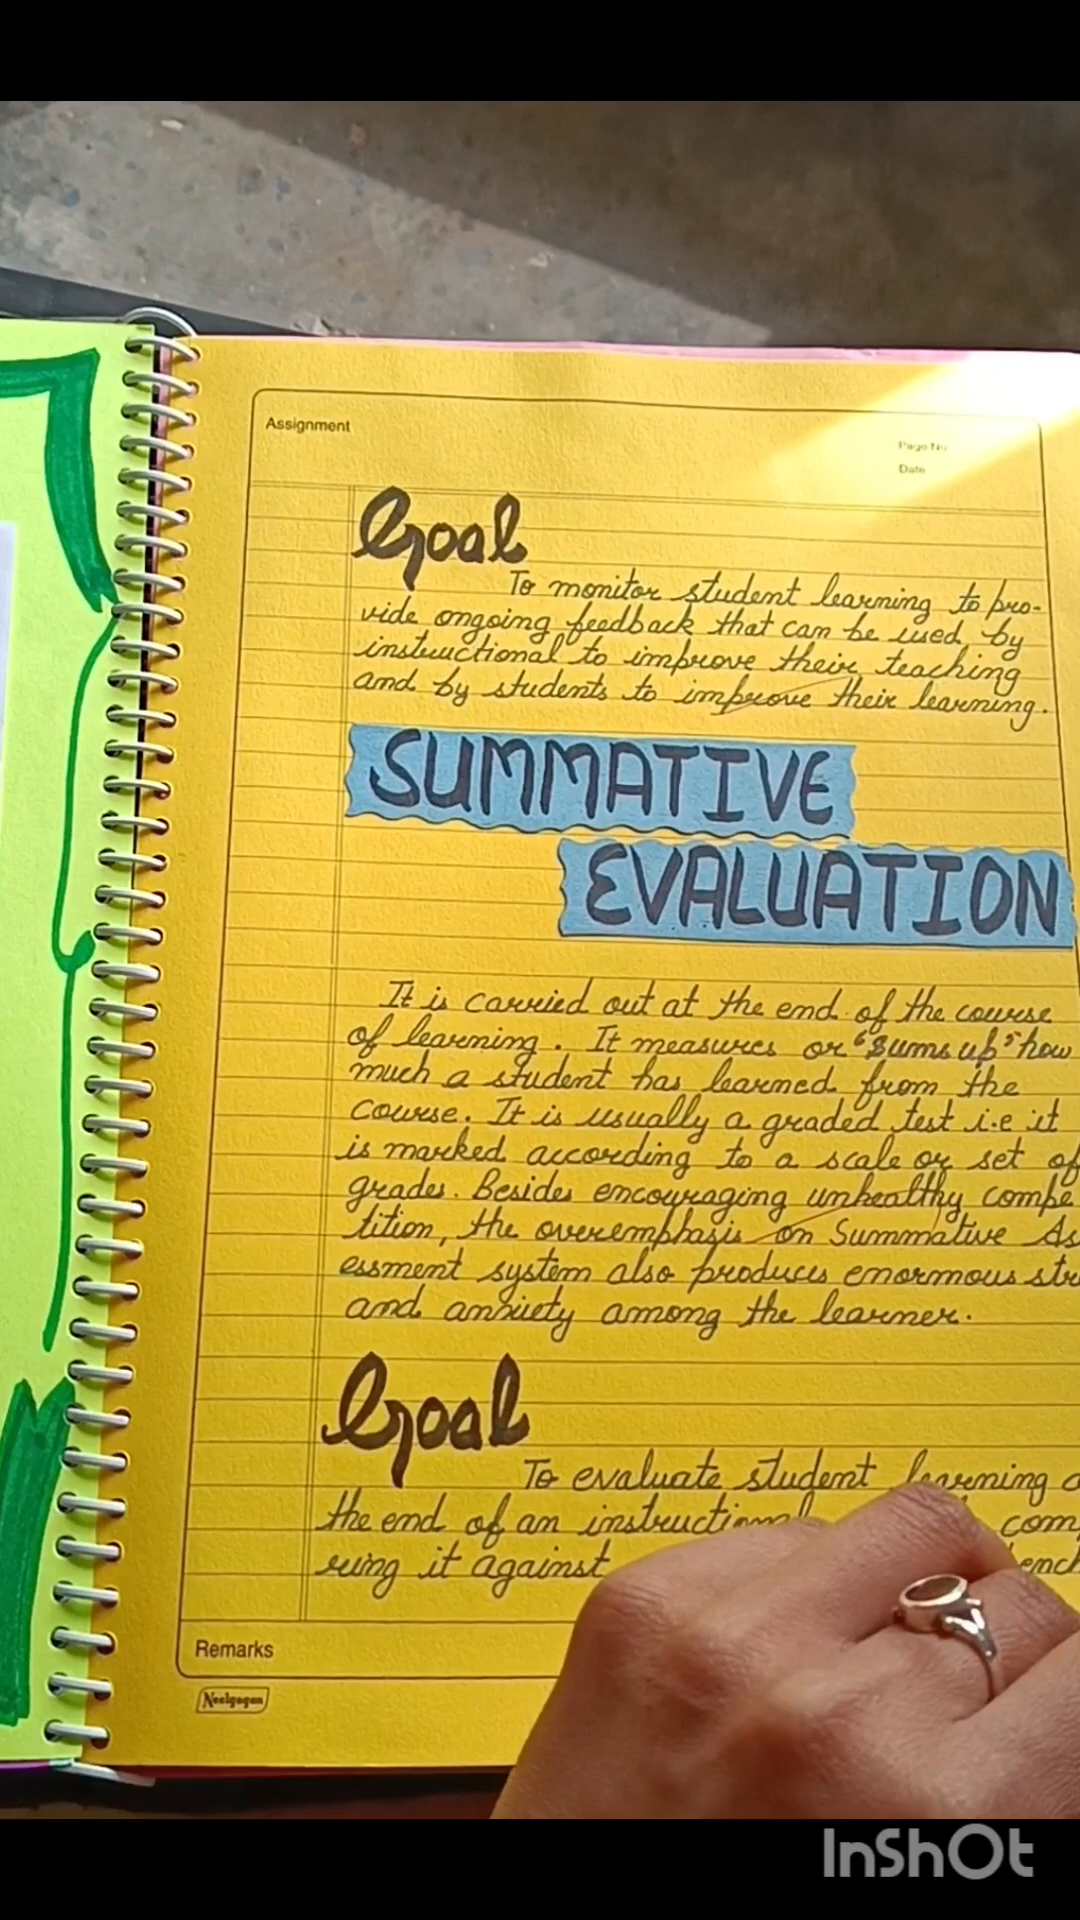 Assignment
Page No
Date
Goal
To monitor student learning to pro-
vide ongoing feedback that can be used by
instructional to improve their teaching
and by students to improve their learning.
SUMMATIVE
EVALUATION
It is carried out at the end of the course
of learning. It measures or "Sums up" how
much a student has learned from the
course. It is usually a graded test i.e it
is marked according to a scale or set of
grades. Besides encouraging unhealthy compe
tition, the overemphasis on Summative As
essment system also produces enormous str
and anxiety among the learner.
Goal
To evaluate student learning
the end of an instructional com
ring it against
Remarks
Neelgagan
InShOt